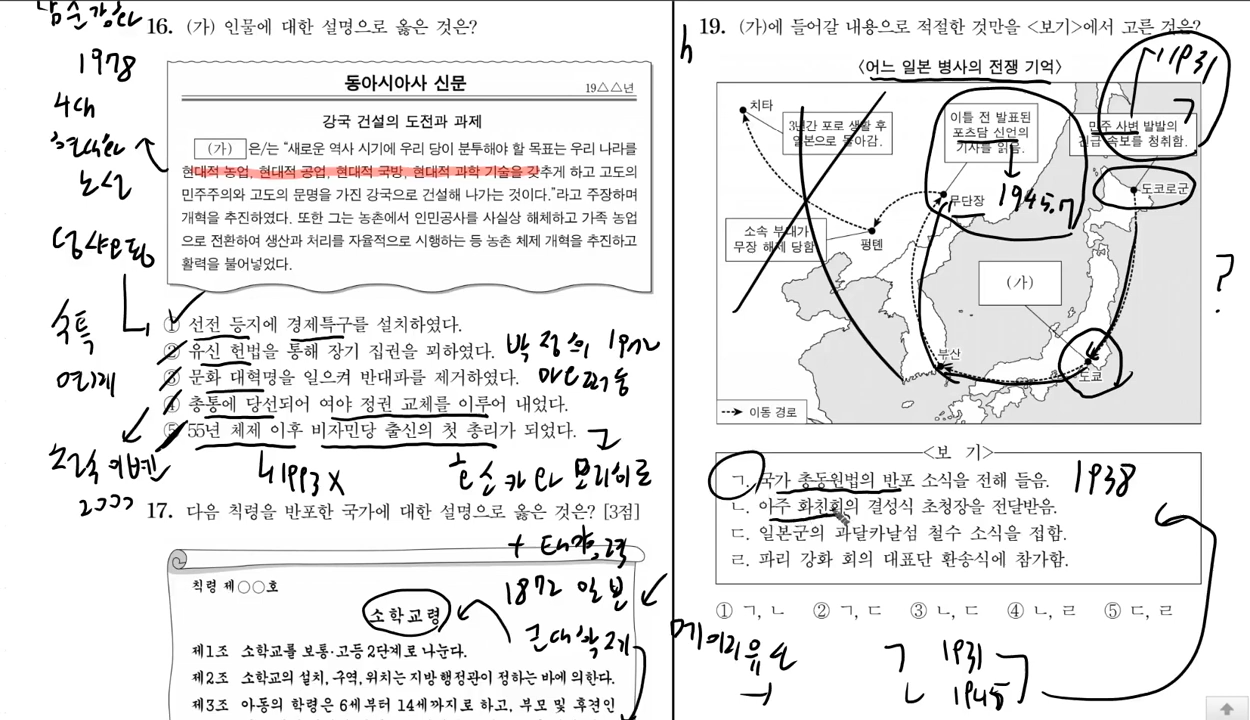 남순강화
1978
4대
현대화
노선
덩샤오핑
흑특
연계
2000
16. (가) 인물에 대한 설명으로 옳은 것은?
동아시아사 신문
19△△년
강국 건설의 도전과 과제
(가) 은/는 “새로운 역사 시기에 우리 당이 분투해야 할 목표는 우리 나라를
현대적 농업, 현대적 공업, 현대적 국방, 현대적 과학 기술을 갖추게 하고 고도의
민주주의와 고도의 문명을 가진 강국으로 건설해 나가는 것이다.”라고 주장하며
개혁을 추진하였다. 또한 그는 농촌에서 인민공사를 사실상 해체하고 가족 농업
으로 전환하여 생산과 처리를 자율적으로 시행하는 등 농촌 체제 개혁을 추진하고
활력을 불어넣었다.
① 선전 등지에 경제특구를 설치하였다.
② 유신 헌법을 통해 장기 집권을 꾀하였다. 박정희 1972
③ 문화 대혁명을 일으켜 반대파를 제거하였다. 마오쩌둥
④ 총통에 당선되어 여야 정권 교체를 이루어 내었다.
⑤ 55년 체제 이후 비자민당 출신의 첫 총리가 되었다.
1993 X
호소카와 모리히로
17. 다음 칙령을 반포한 국가에 대한 설명으로 옳은 것은? [3점]
+ 태양력
1872 일본
근대학제
칙령 제○○호
소학교령
제1조 소학교를 보통·고등 2단계로 나눈다.
제2조 소학교의 설치, 구역, 위치는 지방 행정관이 정하는 바에 의한다.
제3조 아동의 학령은 6세부터 14세까지로 하고, 부모 및 후견인
19. (가)에 들어갈 내용으로 적절한 것만을 <보기>에서 고른 것은?
<어느 일본 병사의 전쟁 기억>
1931
ㄱ
치타
3년간 포로 생활 후
일본으로 돌아감.
이틀 전 발표된
포츠담 선언의
기사를 읽음.
만주 사변 발발의
긴급 속보를 청취함.
무단장
1945.7
도코로군
소속 부대가
무장 해제 당함.
핑톈
(가)
?
부산
도쿄
이동 경로
<보 기>
ㄱ. 국가 총동원법의 반포 소식을 전해 들음. 1938
ㄴ. 아주 화친회의 결성식 초청장을 전달받음.
ㄷ. 일본군의 과달카날섬 철수 소식을 접함.
ㄹ. 파리 강화 회의 대표단 환송식에 참가함.
① ㄱ, ㄴ ② ㄱ, ㄷ ③ ㄴ, ㄷ ④ ㄴ, ㄹ ⑤ ㄷ, ㄹ
메이지유신
ㄱ 1931
ㄴ 1945